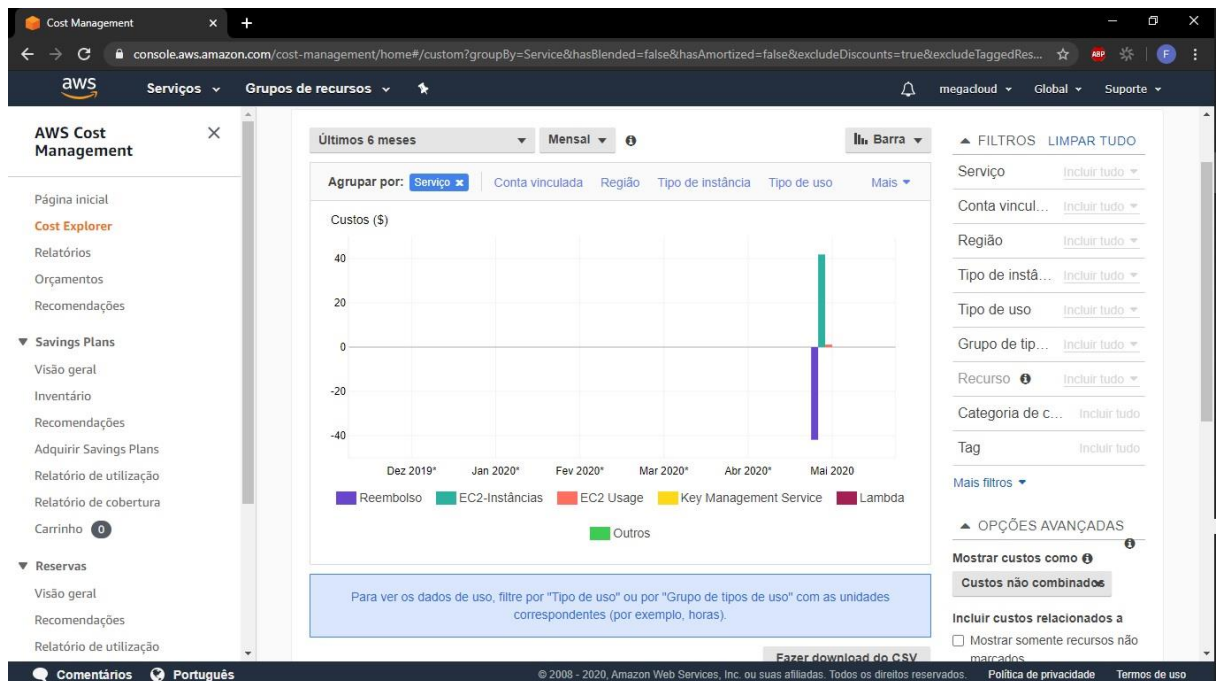 Cost Management
console.aws.amazon.com/cost-management/home#/custom?groupBy=Service&hasBlended=false&hasAmortized=false&excludeDiscounts=true&excludeTaggedRes...
ABP
F
aws Serviços Grupos de recursos megacloud Global Suporte
AWS Cost
Management
Página inicial
Cost Explorer
Relatórios
Orçamentos
Recomendações
Savings Plans
Visão geral
Inventário
Recomendações
Adquirir Savings Plans
Relatório de utilização
Relatório de cobertura
Carrinho 0
Reservas
Visão geral
Recomendações
Relatório de utilização
Últimos 6 meses Mensal Barra
Agrupar por: Serviço Conta vinculada Região Tipo de instância Tipo de uso Mais
Custos ($)
40
20
0
-20
-40
Dez 2019* Jan 2020* Fev 2020* Mar 2020* Abr 2020* Mai 2020
Reembolso EC2-Instâncias EC2 Usage Key Management Service Lambda
Outros
Para ver os dados de uso, filtre por "Tipo de uso" ou por "Grupo de tipos de uso" com as unidades
correspondentes (por exemplo, horas).
Fazer download do CSV
FILTROS LIMPAR TUDO
Serviço Incluir tudo
Conta vincul... Incluir tudo
Região Incluir tudo
Tipo de instâ... Incluir tudo
Tipo de uso Incluir tudo
Grupo de tip... Incluir tudo
Recurso Incluir tudo
Categoria de c... Incluir tudo
Tag Incluir tudo
Mais filtros
OPÇÕES AVANÇADAS
Mostrar custos como
Custos não combinados
Incluir custos relacionados a
Mostrar somente recursos não
marcados
Comentários Português © 2008 - 2020, Amazon Web Services, Inc. ou suas afiliadas. Todos os direitos reservados. Política de privacidade Termos de uso